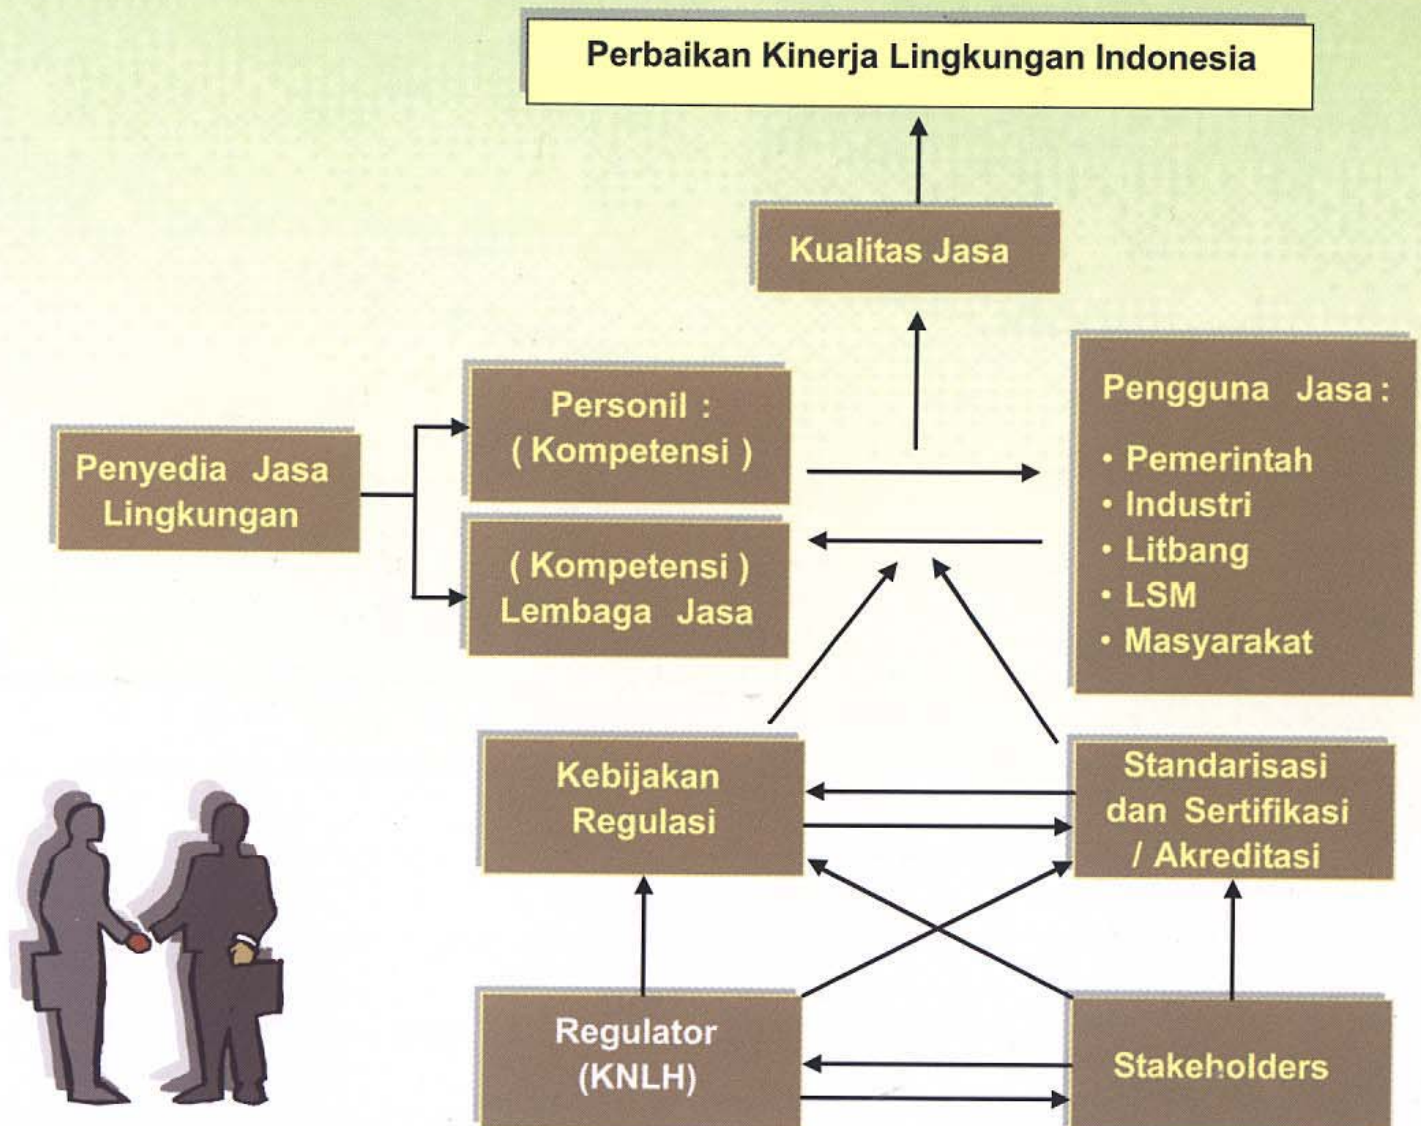 Perbaikan Kinerja Lingkungan Indonesia
Kualitas Jasa
Penyedia Jasa
Lingkungan
Personil :
( Kompetensi )
( Kompetensi )
Lembaga Jasa
Pengguna Jasa :
• Pemerintah
• Industri
• Litbang
• LSM
• Masyarakat
Kebijakan
Regulasi
Standarisasi
dan Sertifikasi
/ Akreditasi
Regulator
(KNLH)
Stakeholders